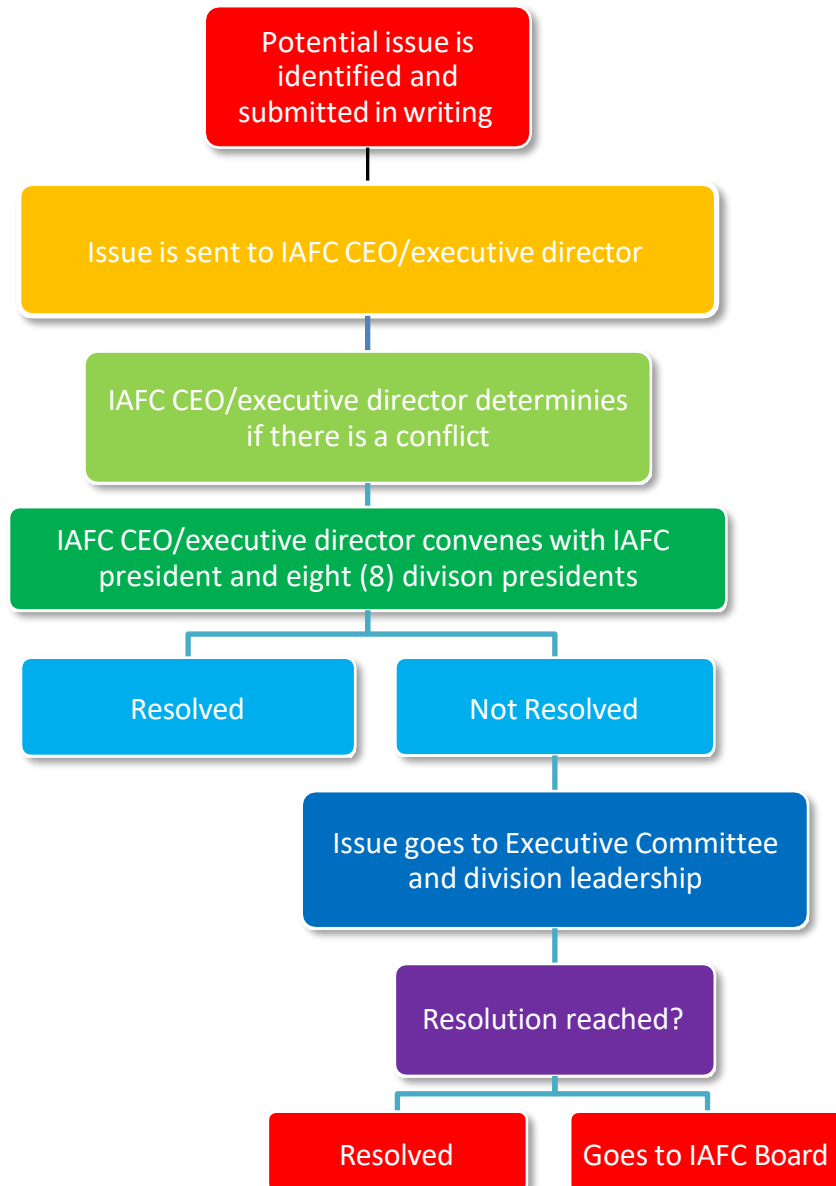 Potential issue is
identified and
submitted in writing
Issue is sent to IAFC CEO/executive director
IAFC CEO/executive director determinies
if there is a conflict
IAFC CEO/executive director convenes with IAFC
president and eight (8) divison presidents
Resolved
Not Resolved
Issue goes to Executive Committee
and division leadership
Resolution reached?
Resolved
Goes to IAFC Board